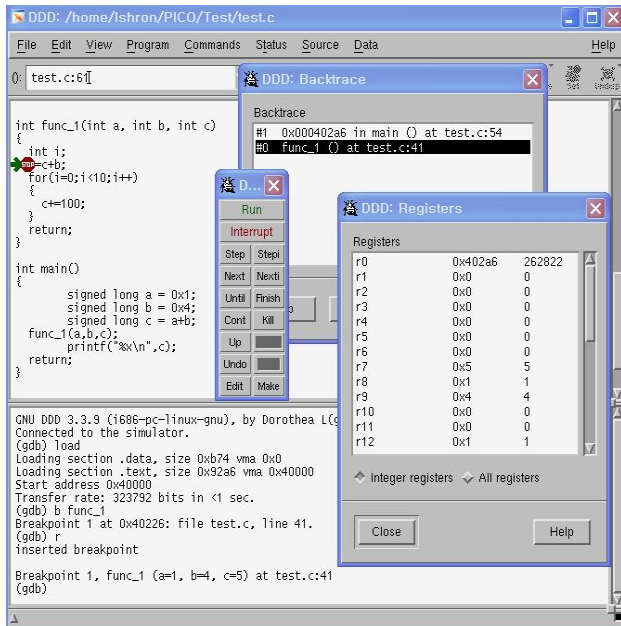 DDD: /home/lshron/PICO/Test/test.c
File Edit View Program Commands Status Source Data Help
(): test.c:61
int func_1(int a, int b, int c)
{
int i;
=c+b;
for(i=0;i<10;i++)
{
c+=100;
}
return;
}
int main()
{
signed long a = 0x1;
signed long b = 0x4;
signed long c = a+b;
func_1(a,b,c);
printf("%x\n",c);
return;
}
DDD: Backtrace
Backtrace
#1 0x000402a6 in main () at test.c:54
#0 func_1 () at test.c:41
D...
Run
Interrupt
Step Stepi
Next Nexti
Until Finish
Cont Kill
Up
Undo
Edit Make
DDD: Registers
Registers
r0 0x402a6 262822
r1 0x0 0
r2 0x0 0
r3 0x0 0
r4 0x0 0
r5 0x0 0
r6 0x0 0
r7 0x5 5
r8 0x1 1
r9 0x4 4
r10 0x0 0
r11 0x0 0
r12 0x1 1
Integer registers All registers
Close Help
GNU DDD 3.3.9 (i686-pc-linux-gnu), by Dorothea L(
Connected to the simulator.
(gdb) load
Loading section .data, size 0xb74 vma 0x0
Loading section .text, size 0x92a6 vma 0x40000
Start address 0x40000
Transfer rate: 323792 bits in <1 sec.
(gdb) b func_1
Breakpoint 1 at 0x40226: file test.c, line 41.
(gdb) r
inserted breakpoint
Breakpoint 1, func_1 (a=1, b=4, c=5) at test.c:41
(gdb)